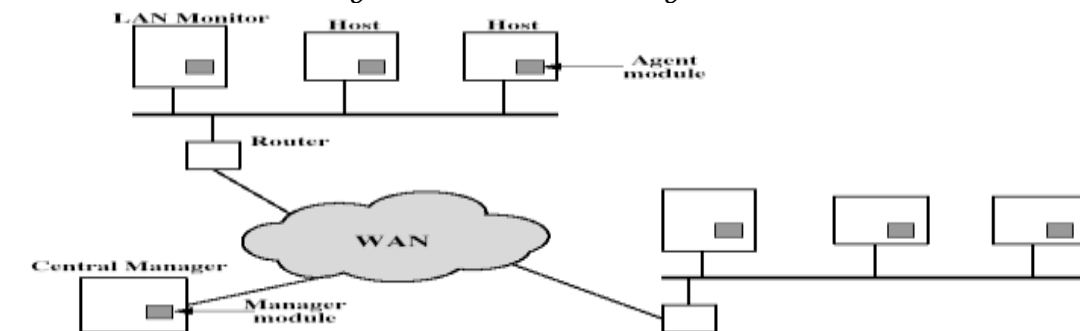 LAN Monitor
Host
Host
Agent
module
Router
WAN
Central Manager
Manager
module